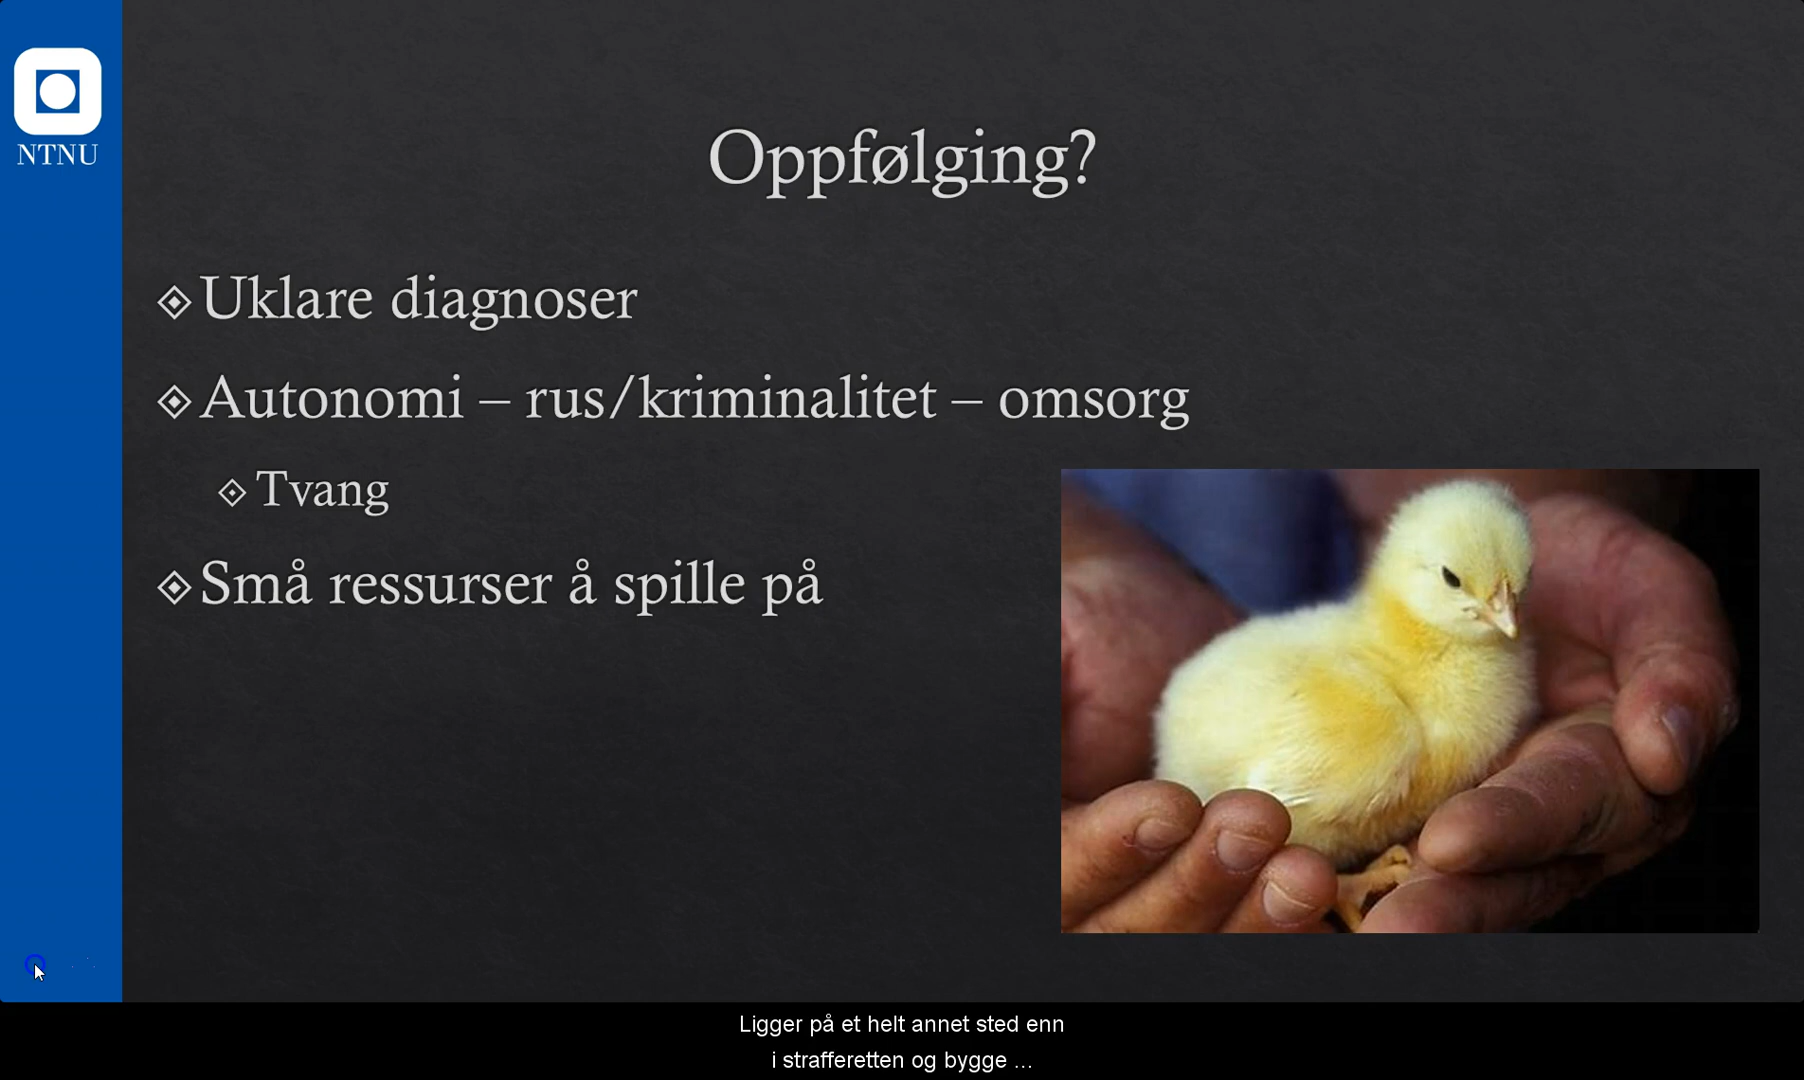 NTNU
Oppfølging?
Uklare diagnoser
Autonomi – rus/kriminalitet – omsorg
Tvang
Små ressurser å spille på
Ligger på et helt annet sted enn
i strafferetten og bygge ...